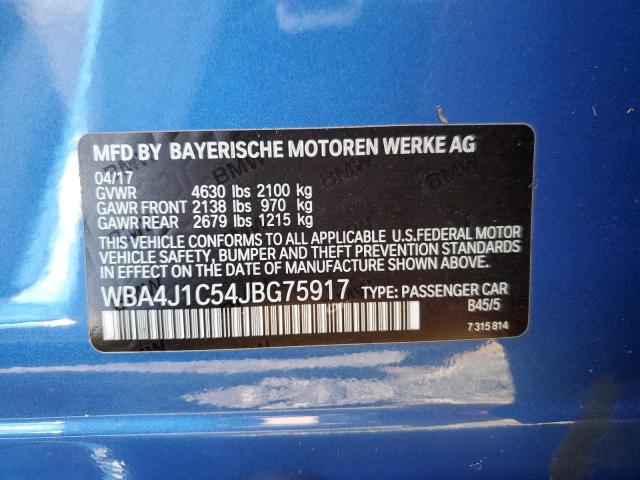 MFD BY BAYERISCHE MOTOREN WERKE AG
04/17
GVWR 4630 lbs 2100 kg
GAWR FRONT 2138 lbs 970 kg
GAWR REAR 2679 lbs 1215 kg
THIS VEHICLE CONFORMS TO ALL APPLICABLE U.S.FEDERAL MOTOR
VEHICLE SAFETY, BUMPER AND THEFT PREVENTION STANDARDS
IN EFFECT ON THE DATE OF MANUFACTURE SHOWN ABOVE.
WBA4J1C54JBG75917 TYPE: PASSENGER CAR
B45/5
7 315 814